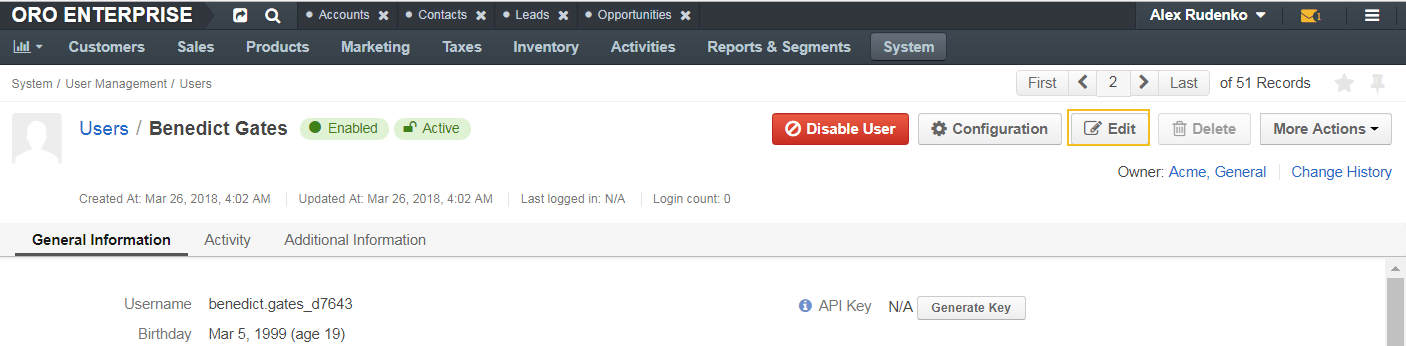 ORO ENTERPRISE Accounts Contacts Leads Opportunities Alex Rudenko 1
Customers Sales Products Marketing Taxes Inventory Activities Reports & Segments System
System / User Management / Users First 2 Last of 51 Records
Users / Benedict Gates Enabled Active Disable User Configuration Edit Delete More Actions
Owner: Acme, General Change History
Created At: Mar 26, 2018, 4:02 AM Updated At: Mar 26, 2018, 4:02 AM Last logged in: N/A Login count: 0
General Information Activity Additional Information
Username benedict.gates_d7643 API Key N/A Generate Key
Birthday Mar 5, 1999 (age 19)